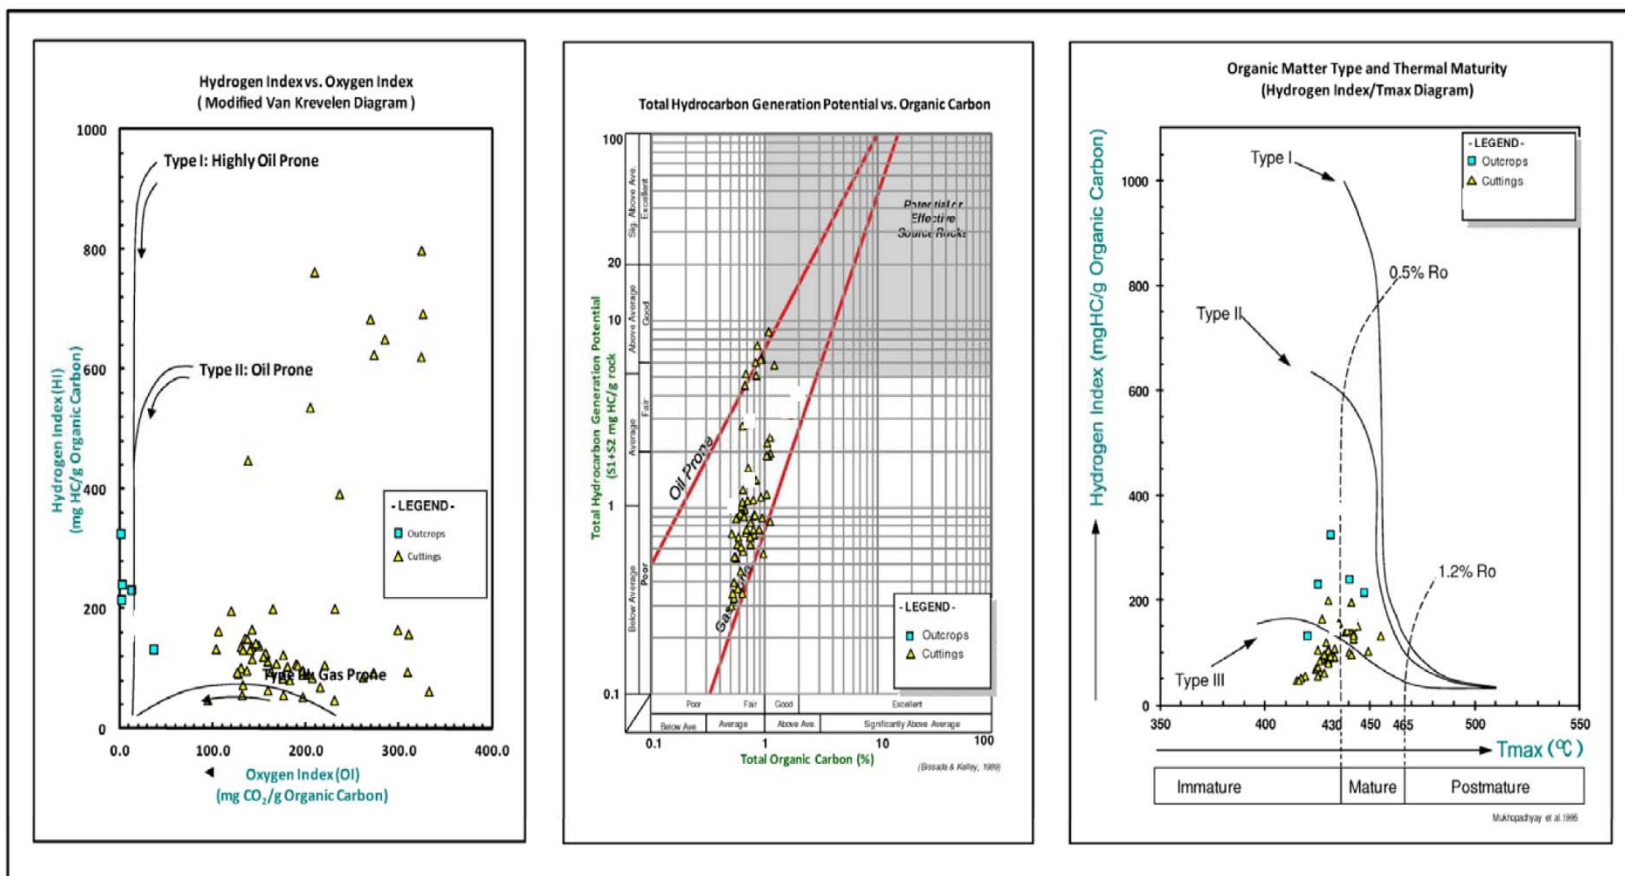 Hydrogen Index vs. Oxygen Index
( Modified Van Krevelen Diagram )
1000
800
600
400
200
0
Hydrogen Index (HI)
(mg HC/g Organic Carbon)
Type I: Highly Oil Prone
Type II: Oil Prone
- LEGEND -
Outcrops
Cuttings
Gas Prone
0.0
100.0
200.0
300.0
400.0
Oxygen Index (OI)
(mg CO2/g Organic Carbon)
Total Hydrocarbon Generation Potential vs. Organic Carbon
100
20
10
1
0.1
Total Hydrocarbon Generation Potential
(S1+S2 mg HC/g rock
Sig. Above Ave.
Excellent
Above Average
Good
Average
Fair
Below Average
Poor
Potential or
Effective
Source Rocks
Oil Prone
- LEGEND -
Outcrops
Cuttings
Poor
Fair
Good
Excellent
Below Ave.
Average
Above Ave.
Significantly Above Average
0.1
1
10
100
Total Organic Carbon (%)
(Bissada & Kelley, 1989)
Organic Matter Type and Thermal Maturity
(Hydrogen Index/Tmax Diagram)
Hydrogen Index (mgHC/g Organic Carbon)
1000
800
600
400
200
0
Type I
Type II
Type III
0.5% Ro
1.2% Ro
- LEGEND -
Outcrops
Cuttings
350
400
430
450
465
500
550
Tmax (°C)
Immature
Mature
Postmature
Mukhopadhyay et al.1995